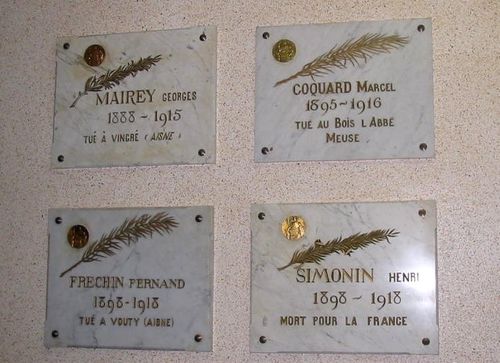 MAIREY GEORGES
1888 - 1915
TUÉ À VINGRÉ (AISNE)
COQUARD MARCEL
1895 ~ 1916
TUÉ AU BOIS L ABBÉ
MEUSE
FRECHIN FERNAND
1898-1918
TUÉ A VOUTY (AISNE)
SIMONIN HENRI
1898 - 1918
MORT POUR LA FRANCE